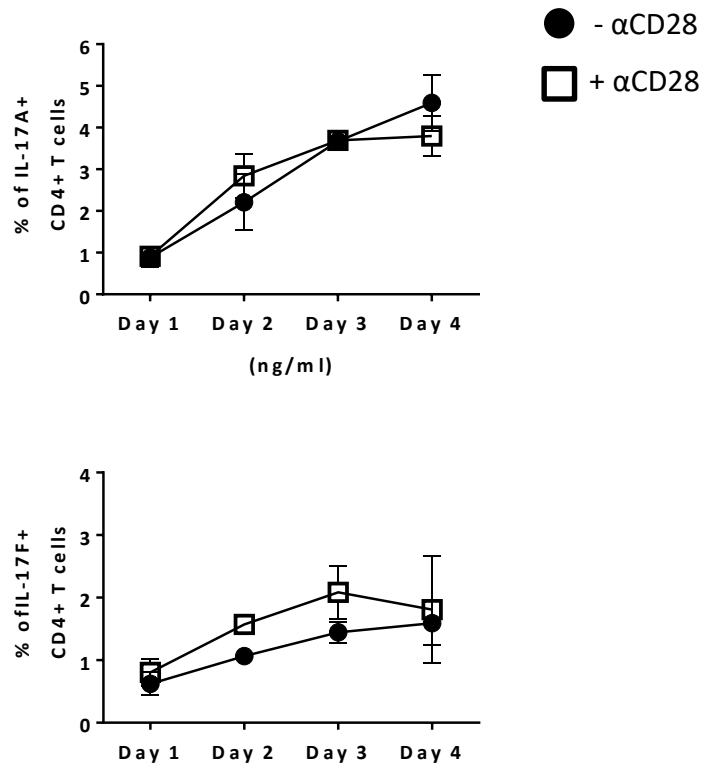 - αCD28
+ αCD28
% of IL-17A+
CD4+ T cells
6
5
4
3
2
1
0
Day 1 Day 2 Day 3 Day 4
(ng/ml)
% ofIL-17F+
CD4+ T cells
4
3
2
1
0
Day 1 Day 2 Day 3 Day 4